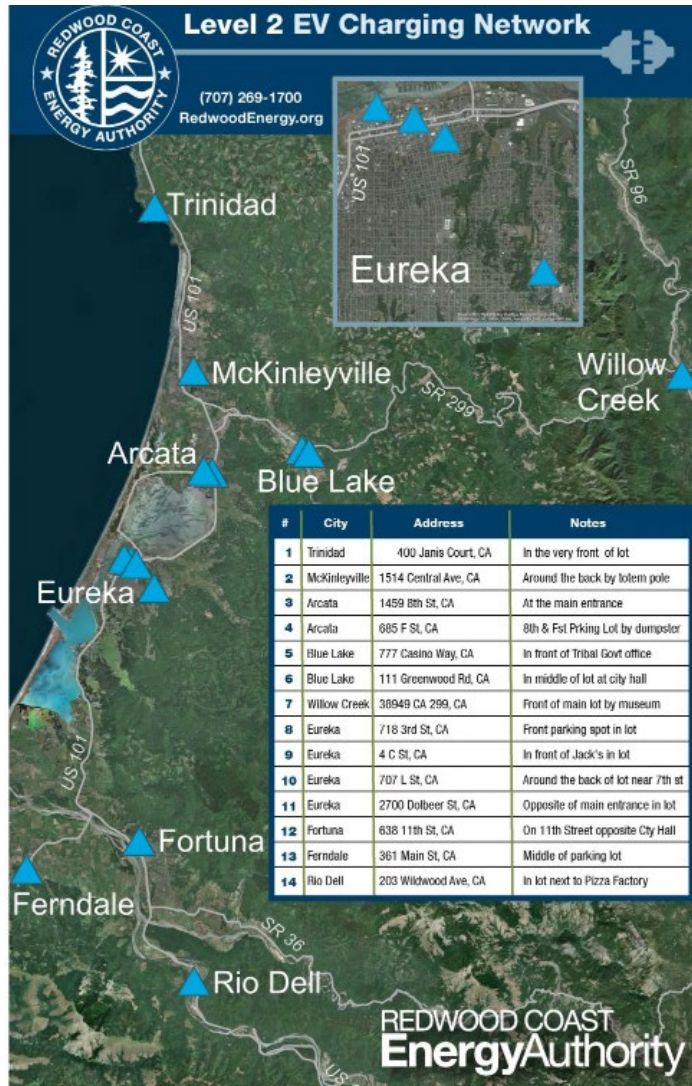 Level 2 EV Charging Network
REDWOOD COAST
ENERGY AUTHORITY
(707) 269-1700
RedwoodEnergy.org
US 101
Eureka
SR 96
Trinidad
US 101
McKinleyville
Willow
Creek
SR 299
Arcata
Blue Lake
Eureka
# City Address Notes
1 Trinidad 400 Janis Court, CA In the very front of lot
2 McKinleyville 1514 Central Ave, CA Around the back by totem pole
3 Arcata 1459 8th St, CA At the main entrance
4 Arcata 685 F St, CA 8th & Fst Prking Lot by dumpster
5 Blue Lake 777 Casino Way, CA In front of Tribal Govt office
6 Blue Lake 111 Greenwood Rd, CA In middle of lot at city hall
7 Willow Creek 38949 CA 299, CA Front of main lot by museum
8 Eureka 718 3rd St, CA Front parking spot in lot
9 Eureka 4 C St, CA In front of Jack's in lot
10 Eureka 707 L St, CA Around the back of lot near 7th st
11 Eureka 2700 Dolbeer St, CA Opposite of main entrance in lot
12 Fortuna 638 11th St, CA On 11th Street opposite Cty Hall
13 Ferndale 361 Main St, CA Middle of parking lot
14 Rio Dell 203 Wildwood Ave, CA In lot next to Pizza Factory
US 101
Fortuna
Ferndale
SR 36
Rio Dell
REDWOOD COAST
EnergyAuthority